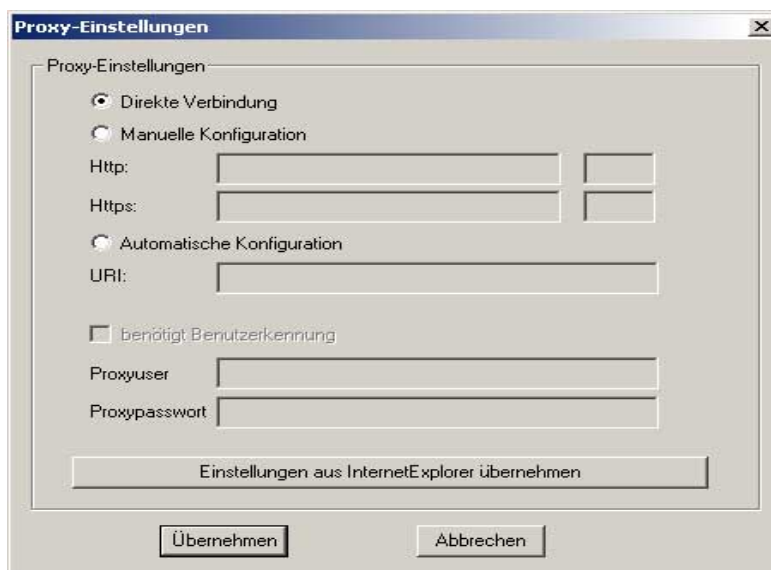 Proxy-Einstellungen
Proxy-Einstellungen
Direkte Verbindung
Manuelle Konfiguration
Http:
Https:
Automatische Konfiguration
URI:
benötigt Benutzerkennung
Proxyuser
Proxypasswort
Einstellungen aus InternetExplorer übernehmen
Übernehmen Abbrechen